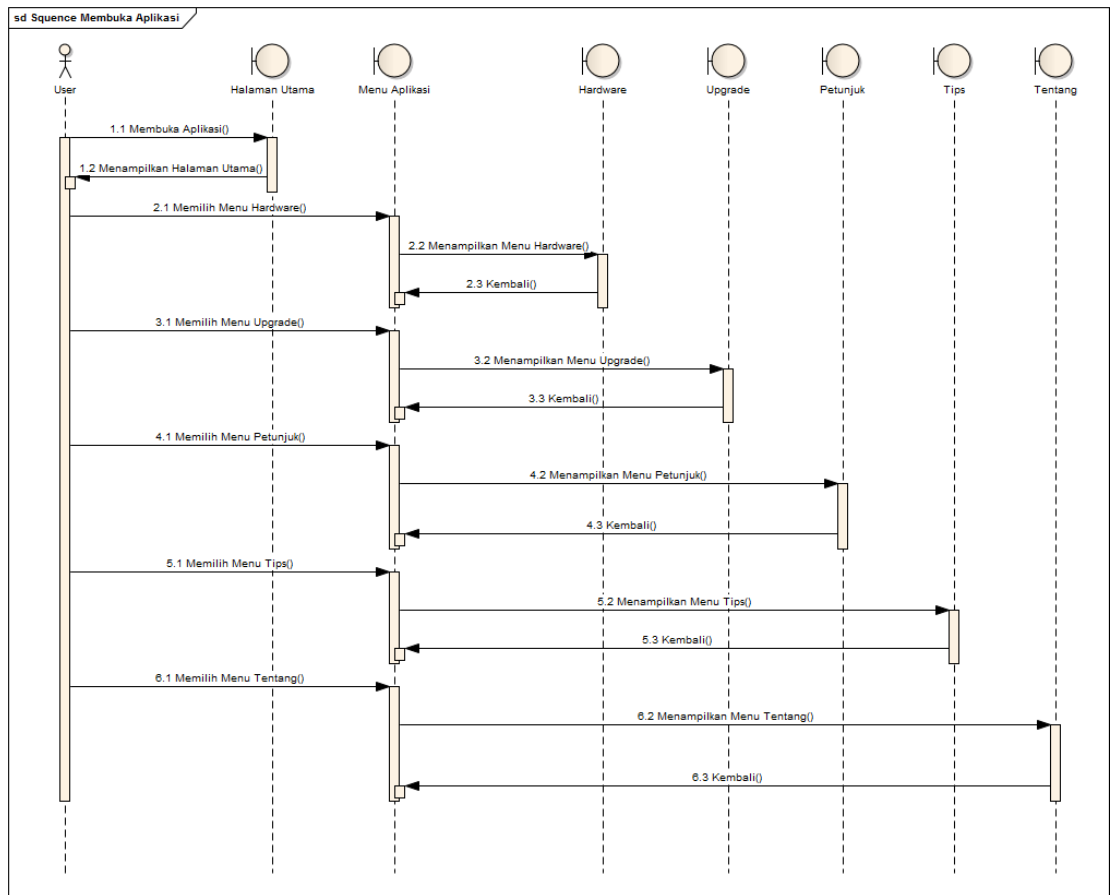 sd Squence Membuka Aplikasi
User
Halaman Utama
Menu Aplikasi
Hardware
Upgrade
Petunjuk
Tips
Tentang
1.1 Membuka Aplikasi()
1.2 Menampilkan Halaman Utama()
2.1 Memilih Menu Hardware()
2.2 Menampilkan Menu Hardware()
2.3 Kembali()
3.1 Memilih Menu Upgrade()
3.2 Menampilkan Menu Upgrade()
3.3 Kembali()
4.1 Memilih Menu Petunjuk()
4.2 Menampilkan Menu Petunjuk()
4.3 Kembali()
5.1 Memilih Menu Tips()
5.2 Menampilkan Menu Tips()
5.3 Kembali()
6.1 Memilih Menu Tentang()
6.2 Menampilkan Menu Tentang()
6.3 Kembali()